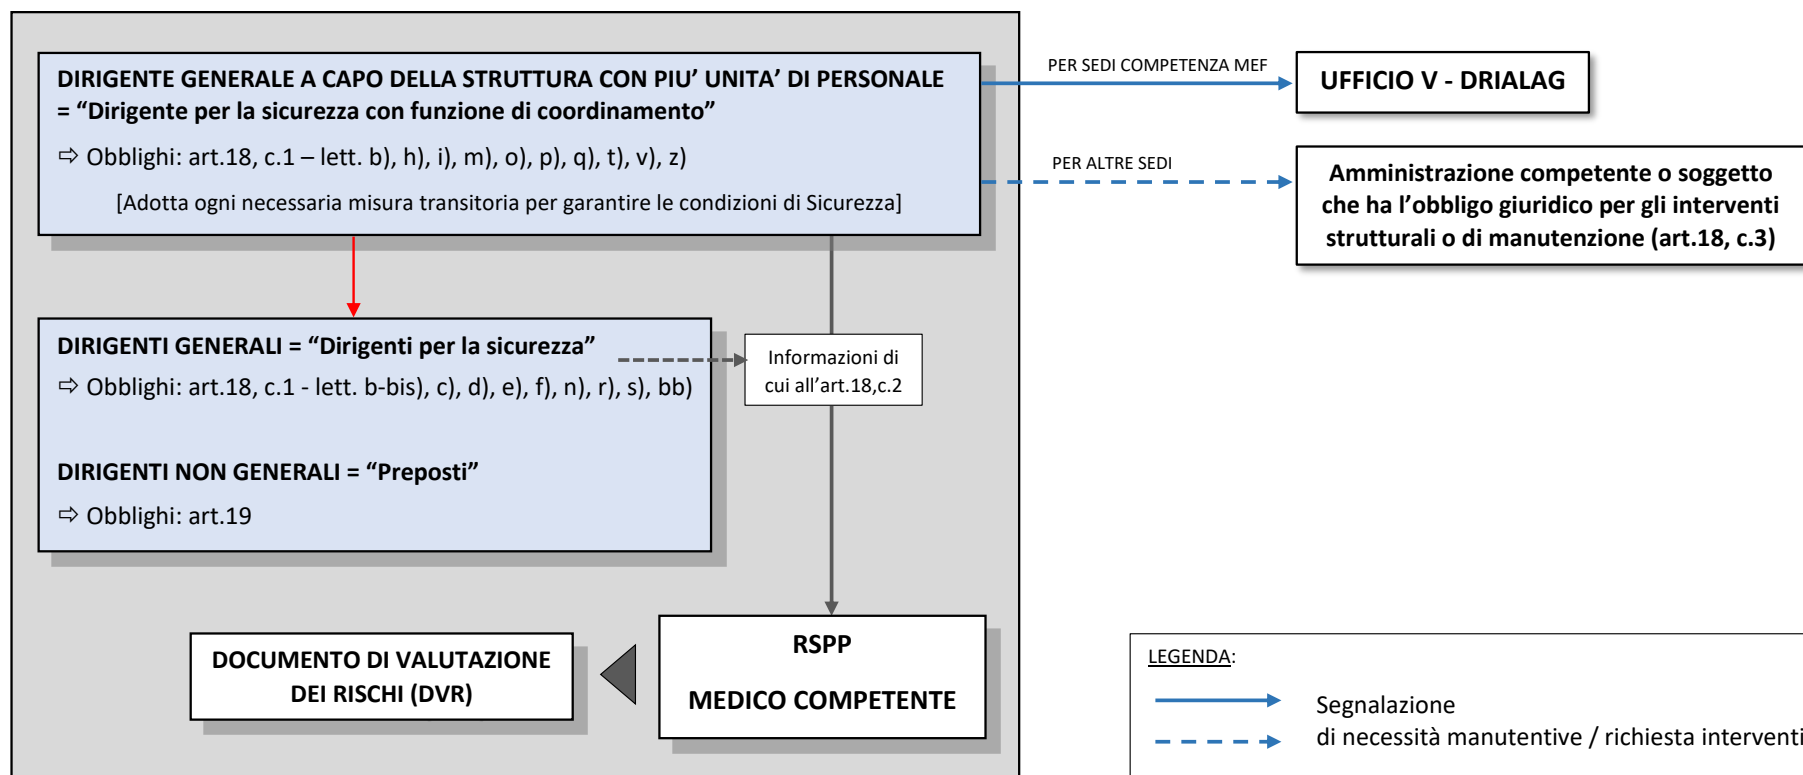 DIRIGENTE GENERALE A CAPO DELLA STRUTTURA CON PIU’ UNITA’ DI PERSONALE
= “Dirigente per la sicurezza con funzione di coordinamento”
⇨ Obblighi: art.18, c.1 – lett. b), h), i), m), o), p), q), t), v), z)
[Adotta ogni necessaria misura transitoria per garantire le condizioni di Sicurezza]
PER SEDI COMPETENZA MEF
UFFICIO V - DRIALAG
PER ALTRE SEDI
Amministrazione competente o soggetto
che ha l’obbligo giuridico per gli interventi
strutturali o di manutenzione (art.18, c.3)
DIRIGENTI GENERALI = “Dirigenti per la sicurezza”
⇨ Obblighi: art.18, c.1 - lett. b-bis), c), d), e), f), n), r), s), bb)
DIRIGENTI NON GENERALI = “Preposti”
⇨ Obblighi: art.19
Informazioni di
cui all’art.18,c.2
DOCUMENTO DI VALUTAZIONE
DEI RISCHI (DVR)
RSPP
MEDICO COMPETENTE
LEGENDA:
Segnalazione
di necessità manutentive / richiesta interventi